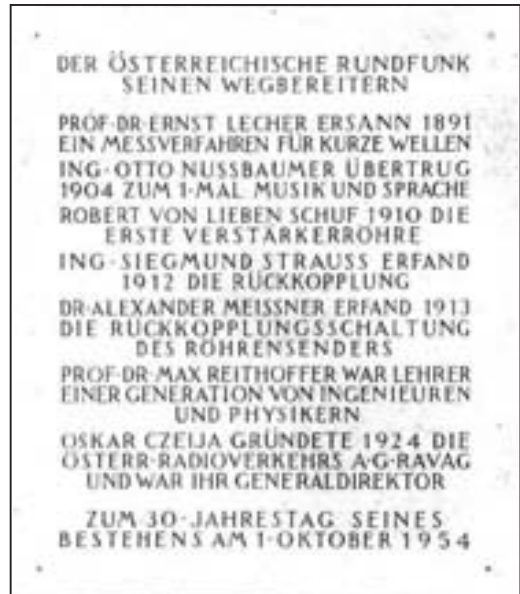 DER ÖSTERREICHISCHE RUNDFUNK
SEINEN WEGBEREITERN
PROF·DR·ERNST LECHER ERSANN 1891
EIN MESSVERFAHREN FÜR KURZE WELLEN
ING·OTTO NUSSBAUMER ÜBERTRUG
1904 ZUM 1·MAL MUSIK UND SPRACHE
ROBERT VON LIEBEN SCHUF 1910 DIE
ERSTE VERSTÄRKERRÖHRE
ING·SIEGMUND STRAUSS ERFAND
1912 DIE RÜCKKOPPLUNG
DR·ALEXANDER MEISSNER ERFAND 1913
DIE RÜCKKOPPLUNGSSCHALTUNG
DES RÖHRENSENDERS
PROF·DR·MAX REITHOFFER WAR LEHRER
EINER GENERATION VON INGENIEUREN
UND PHYSIKERN
OSKAR CZEIJA GRÜNDETE 1924 DIE
ÖSTERR·RADIOVERKEHRS A·G·RAVAG
UND WAR IHR GENERALDIREKTOR
ZUM 30·JAHRESTAG SEINES
BESTEHENS AM 1·OKTOBER 1954